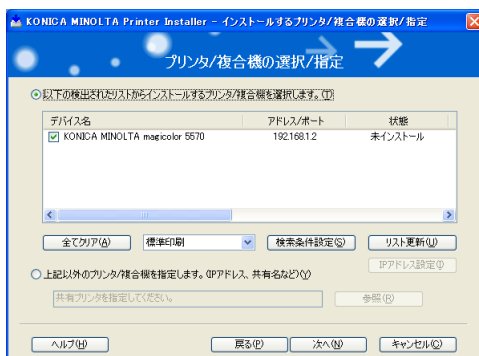 KONICA MINOLTA Printer Installer - インストールするプリンタ/複合機の選択/指定
プリンタ/複合機の選択/指定
以下の検出されたリストからインストールするプリンタ/複合機を選択します。(T)
デバイス名 アドレス/ポート 状態
KONICA MINOLTA magicolor 5570 192.168.1.2 未インストール
全てクリア(A) 標準印刷 検索条件設定(S) リスト更新(U)
IPアドレス設定(I)
上記以外のプリンタ/複合機を指定します。(IPアドレス、共有名など)(Y)
共有プリンタを指定してください。 参照(R)
ヘルプ(H) 戻る(P) 次へ(N) キャンセル(C)